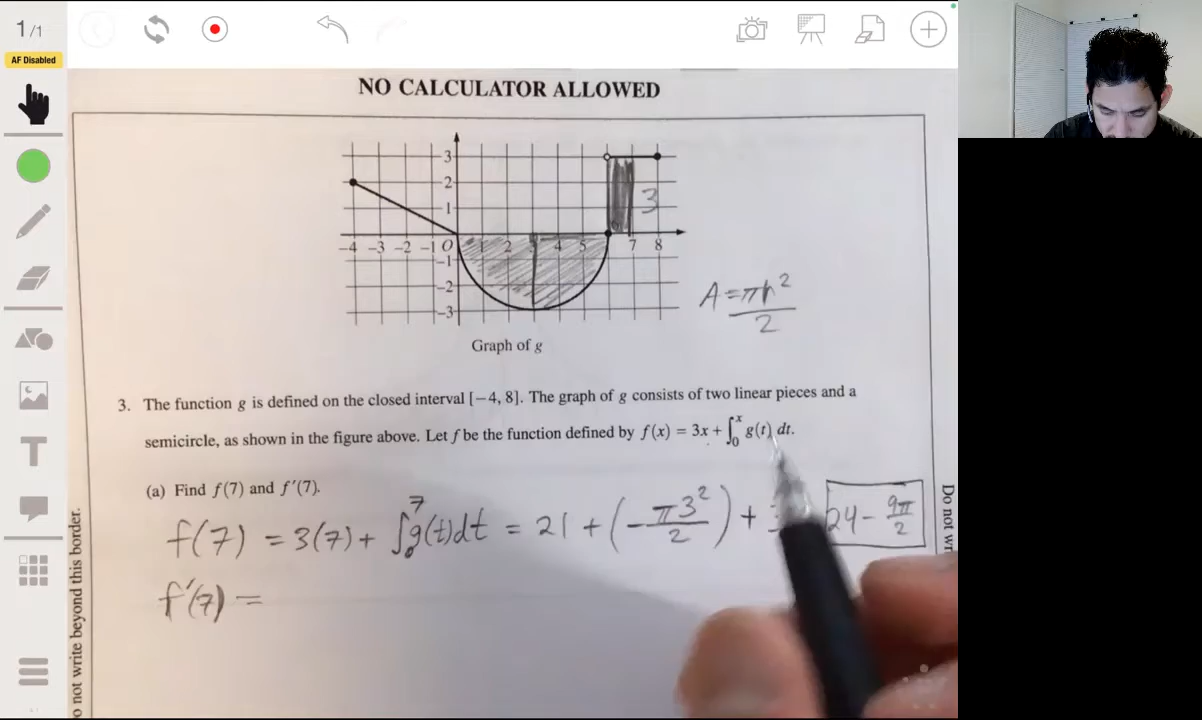 1/1
AF Disabled
NO CALCULATOR ALLOWED
3
2
1
-4 -3 -2 -1 O 1 2 3 4 5 7 8
-1
-2
-3
3
A = πr²/2
Graph of g
3. The function g is defined on the closed interval [−4, 8]. The graph of g consists of two linear pieces and a
semicircle, as shown in the figure above. Let f be the function defined by f(x) = 3x + ∫₀ˣ g(t) dt.
(a) Find f(7) and f′(7).
f(7) = 3(7) + ∫₀⁷ g(t)dt = 21 + (−π3²/2) + 24 − 9π/2
f′(7) =
o not write beyond this border.
Do not wr
T